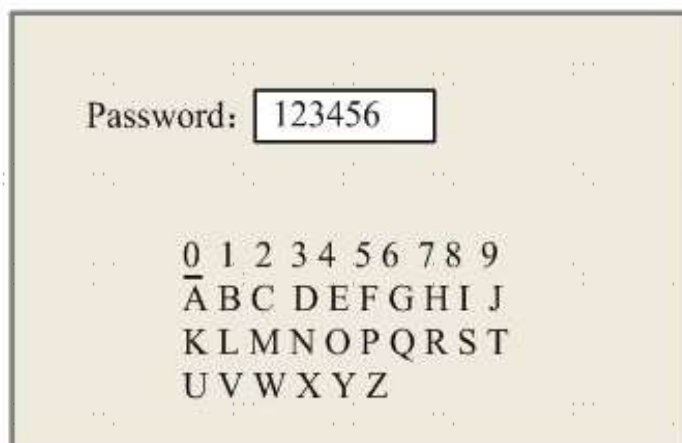 Password: 123456
0 1 2 3 4 5 6 7 8 9
A B C D E F G H I J
K L M N O P Q R S T
U V W X Y Z